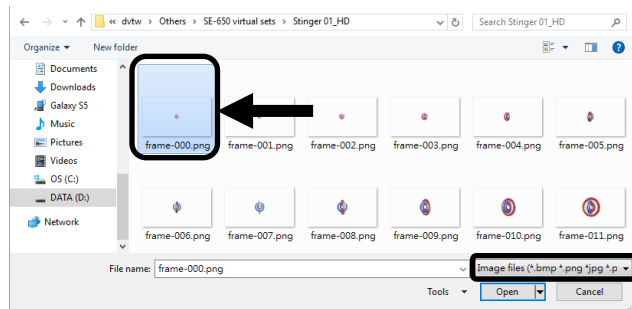 « dvtw › Others › SE-650 virtual sets › Stinger 01_HD
Search Stinger 01_HD
Organize
New folder
Documents
Downloads
Galaxy S5
Music
Pictures
Videos
OS (C:)
DATA (D:)
Network
frame-000.png frame-001.png frame-002.png frame-003.png frame-004.png frame-005.png
frame-006.png frame-007.png frame-008.png frame-009.png frame-010.png frame-011.png
File name: frame-000.png
Image files (*.bmp *.png *jpg *.p
Tools Open Cancel